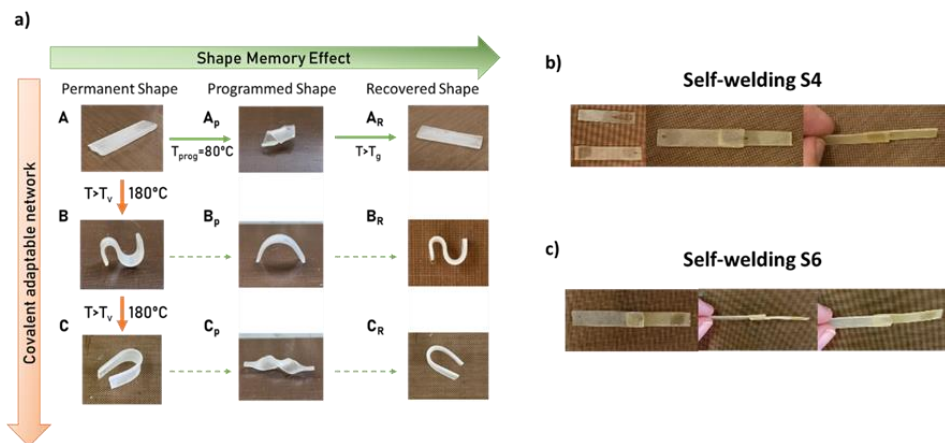 a)
Shape Memory Effect
Covalent adaptable network
Permanent Shape
Programmed Shape
Recovered Shape
A
Ap
AR
Tprog=80°C
T>Tg
T>Tv
180°C
B
Bp
BR
T>Tv
180°C
C
Cp
CR
b)
Self-welding S4
c)
Self-welding S6